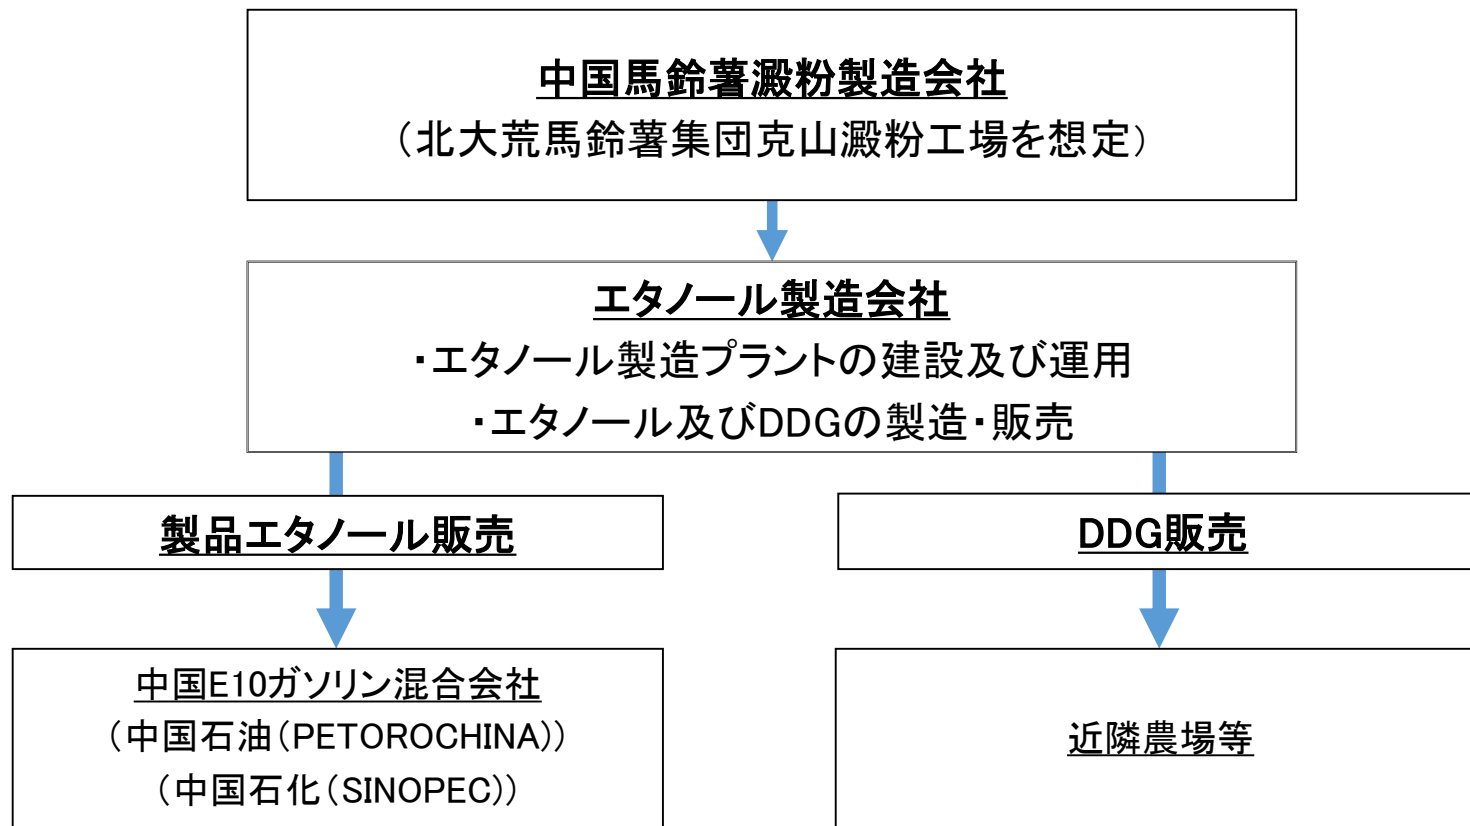 中国馬鈴薯澱粉製造会社
（北大荒馬鈴薯集団克山澱粉工場を想定）
エタノール製造会社
・エタノール製造プラントの建設及び運用
・エタノール及びDDGの製造・販売
製品エタノール販売
DDG販売
中国E10ガソリン混合会社
（中国石油（PETOROCHINA））
（中国石化（SINOPEC））
近隣農場等